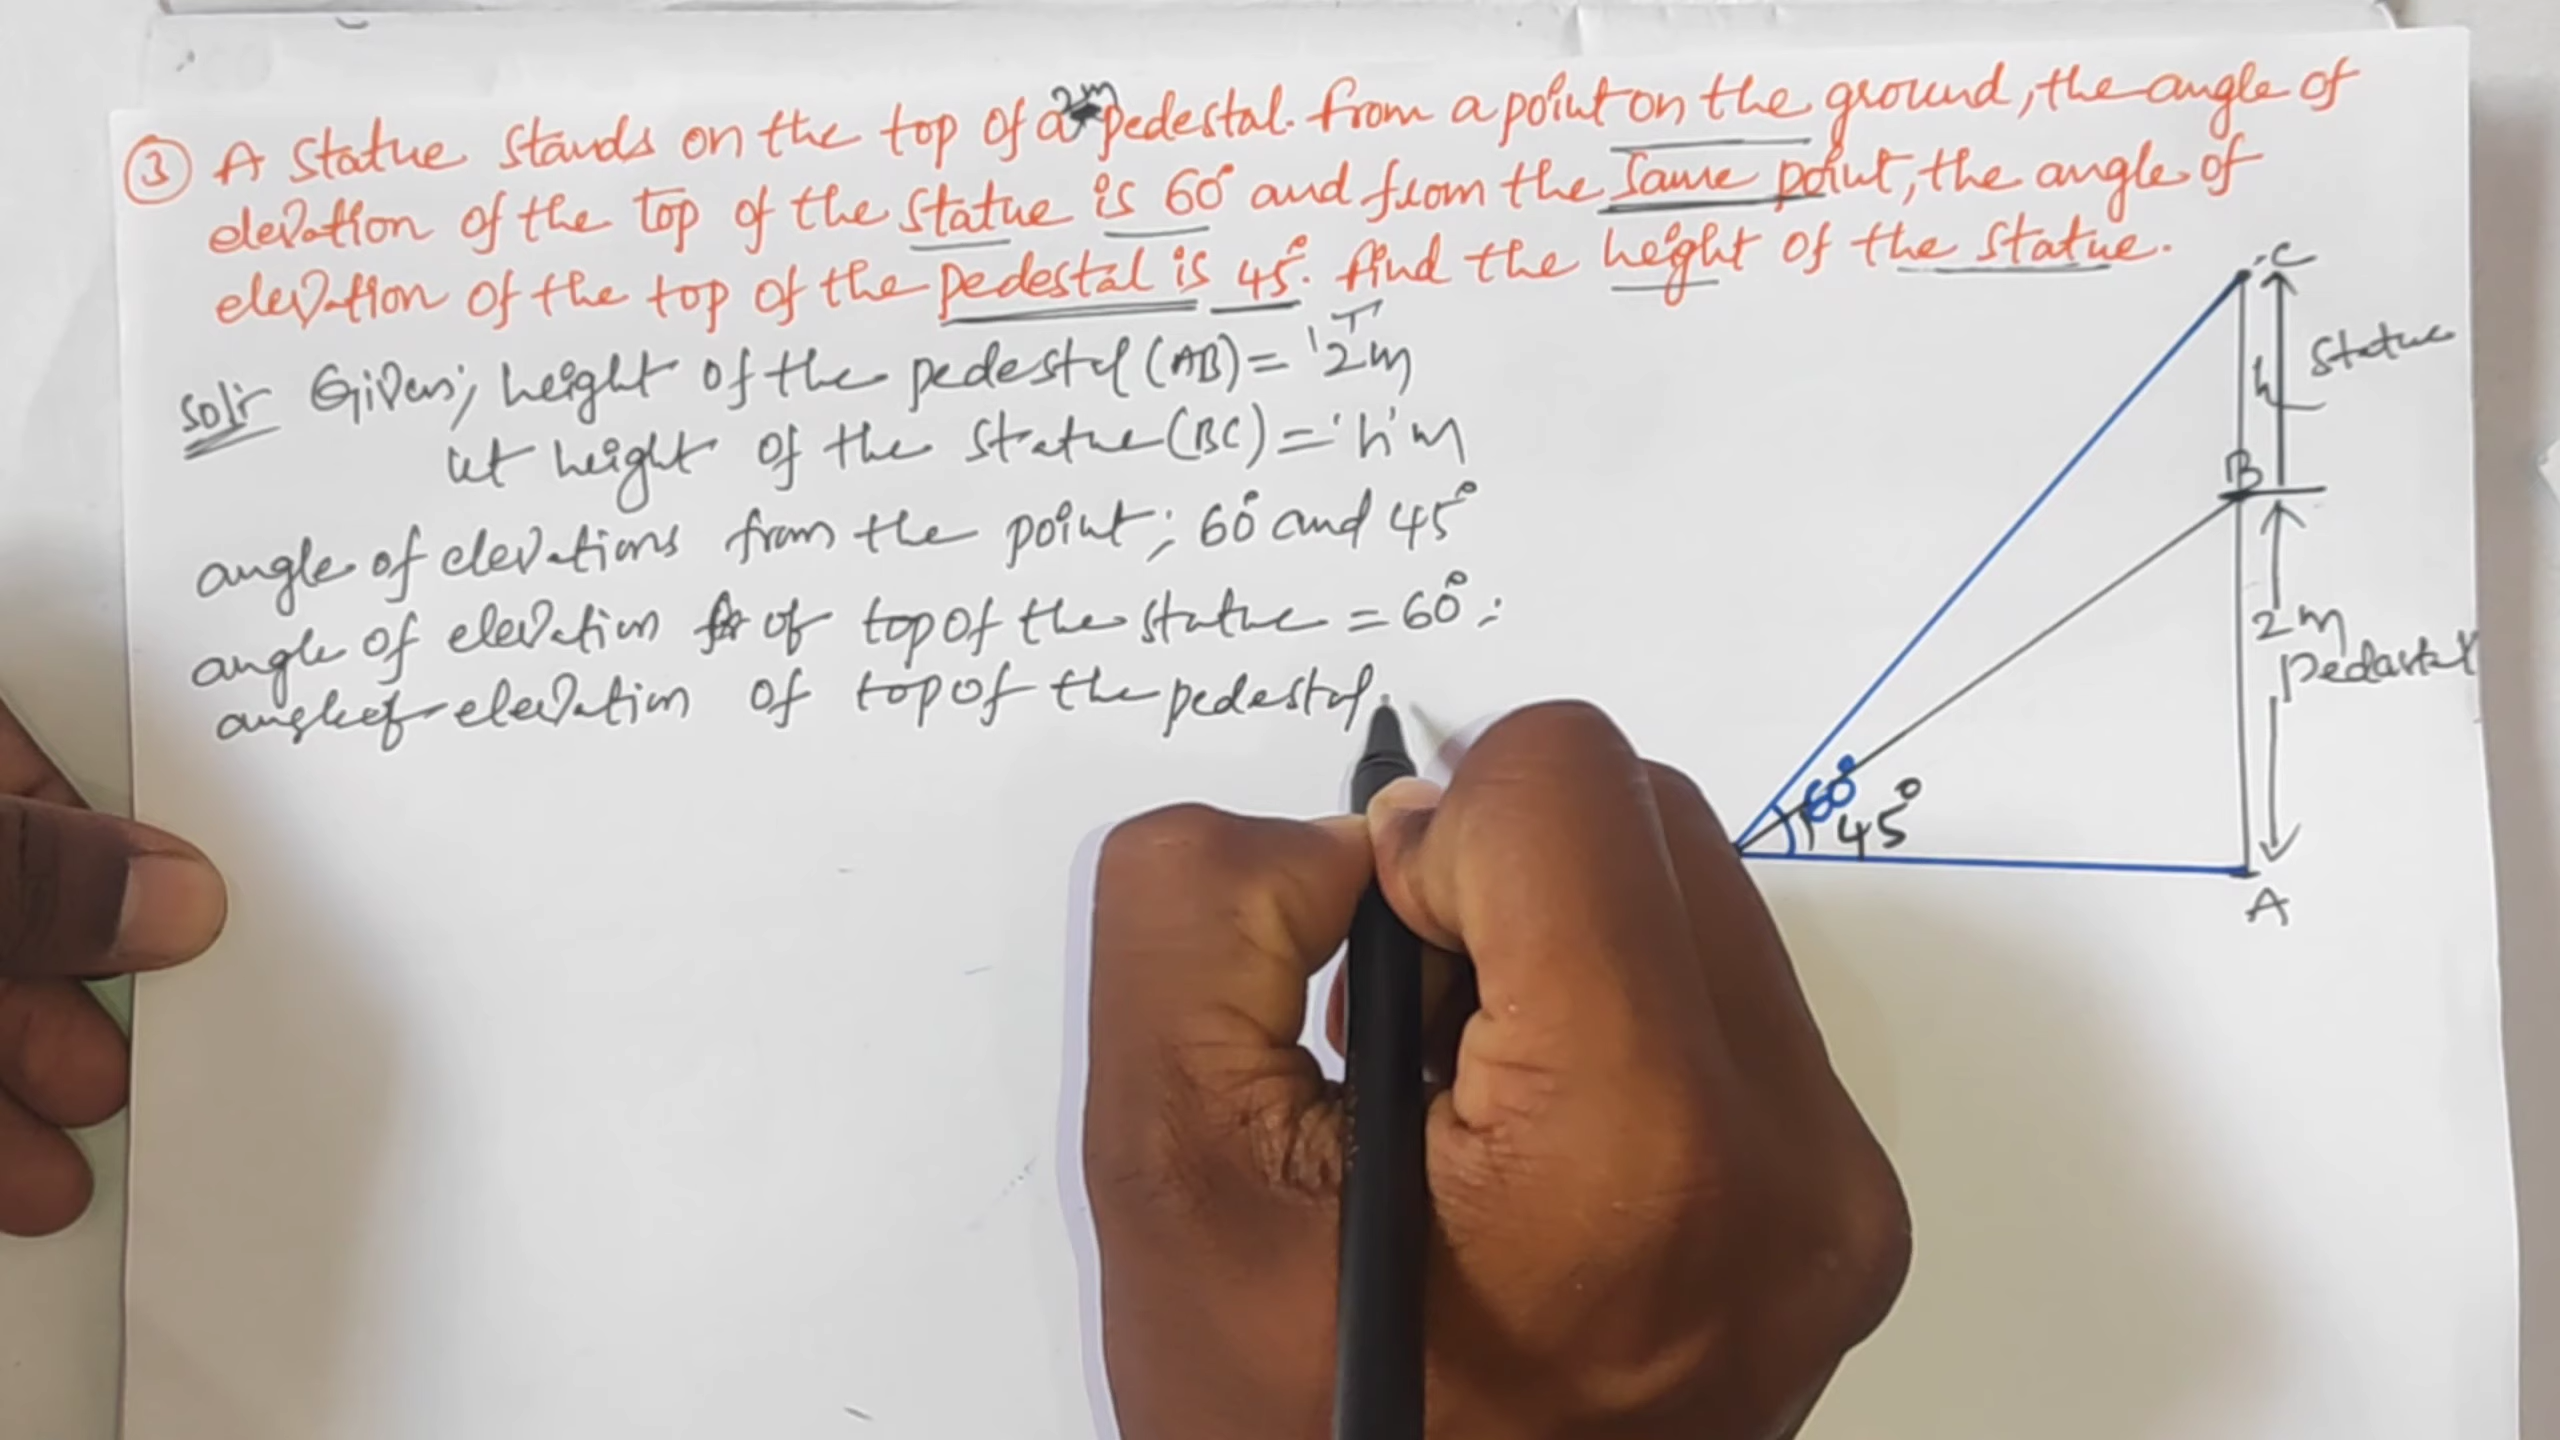 ③ A statue stands on the top of a 2m pedestal. From a point on the ground, the angle of
elevation of the top of the statue is 60° and from the same point, the angle of
elevation of the top of the pedestal is 45°. find the height of the statue.
Soln Given; height of the pedestal (AB) = '2'm
let height of the statue (BC) = 'h'm
angle of elevations from the point; 60° and 45°
angle of elevation of top of the statue = 60°:
angle of elevation of top of the pedestal
C
h
Statue
B
2m
pedastal
60°
45°
A